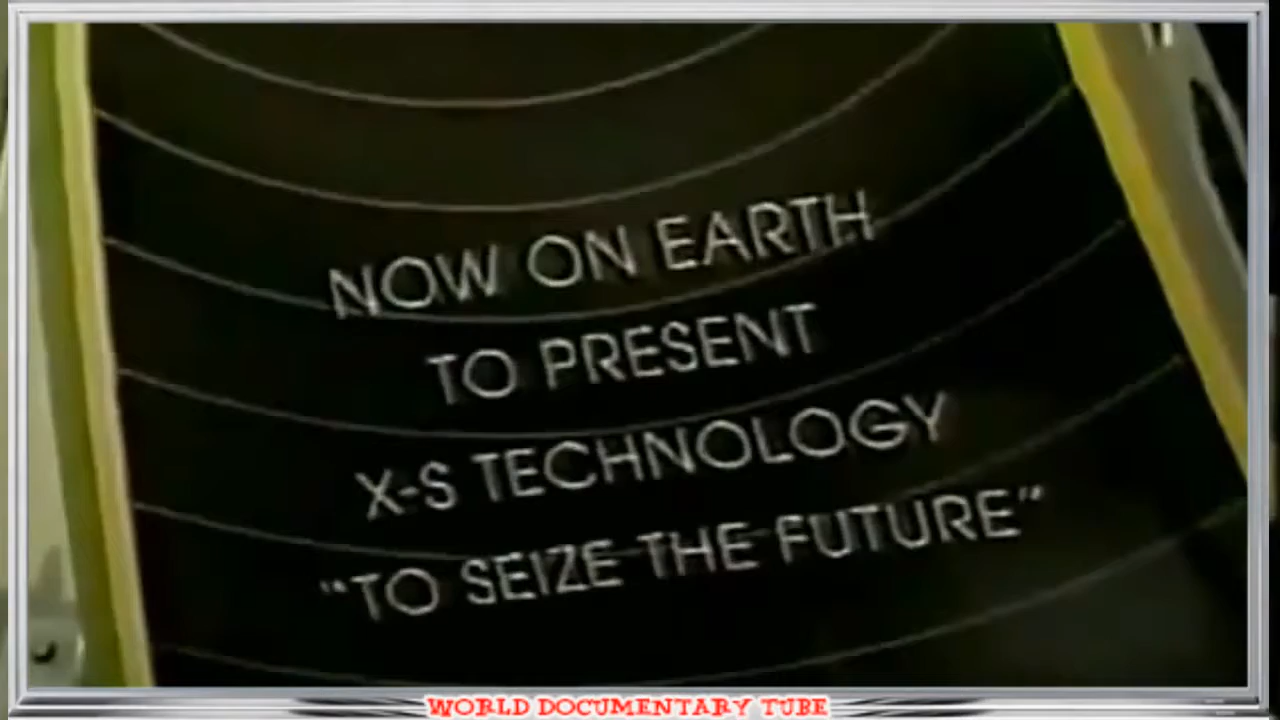 NOW ON EARTH
TO PRESENT
X-S TECHNOLOGY
“TO SEIZE THE FUTURE”
WORLD DOCUMENTARY TUBE